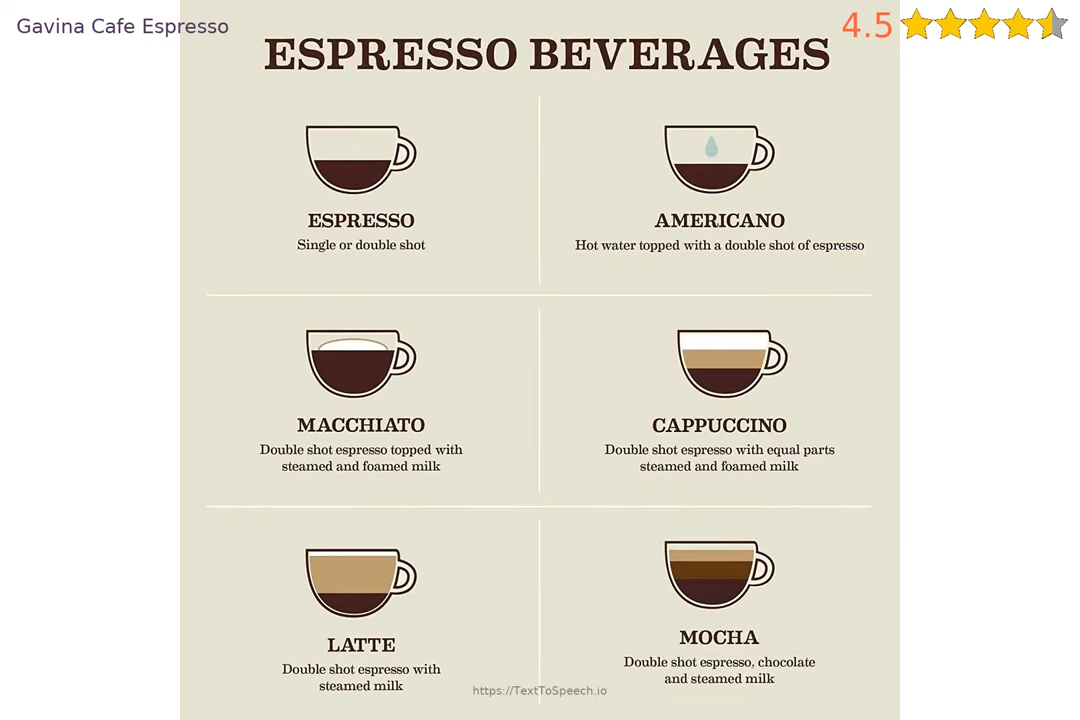 Gavina Cafe Espresso
4.5
ESPRESSO BEVERAGES
ESPRESSO
Single or double shot
AMERICANO
Hot water topped with a double shot of espresso
MACCHIATO
Double shot espresso topped with
steamed and foamed milk
CAPPUCCINO
Double shot espresso with equal parts
steamed and foamed milk
LATTE
Double shot espresso with
steamed milk
MOCHA
Double shot espresso, chocolate
and steamed milk
https://TextToSpeech.io